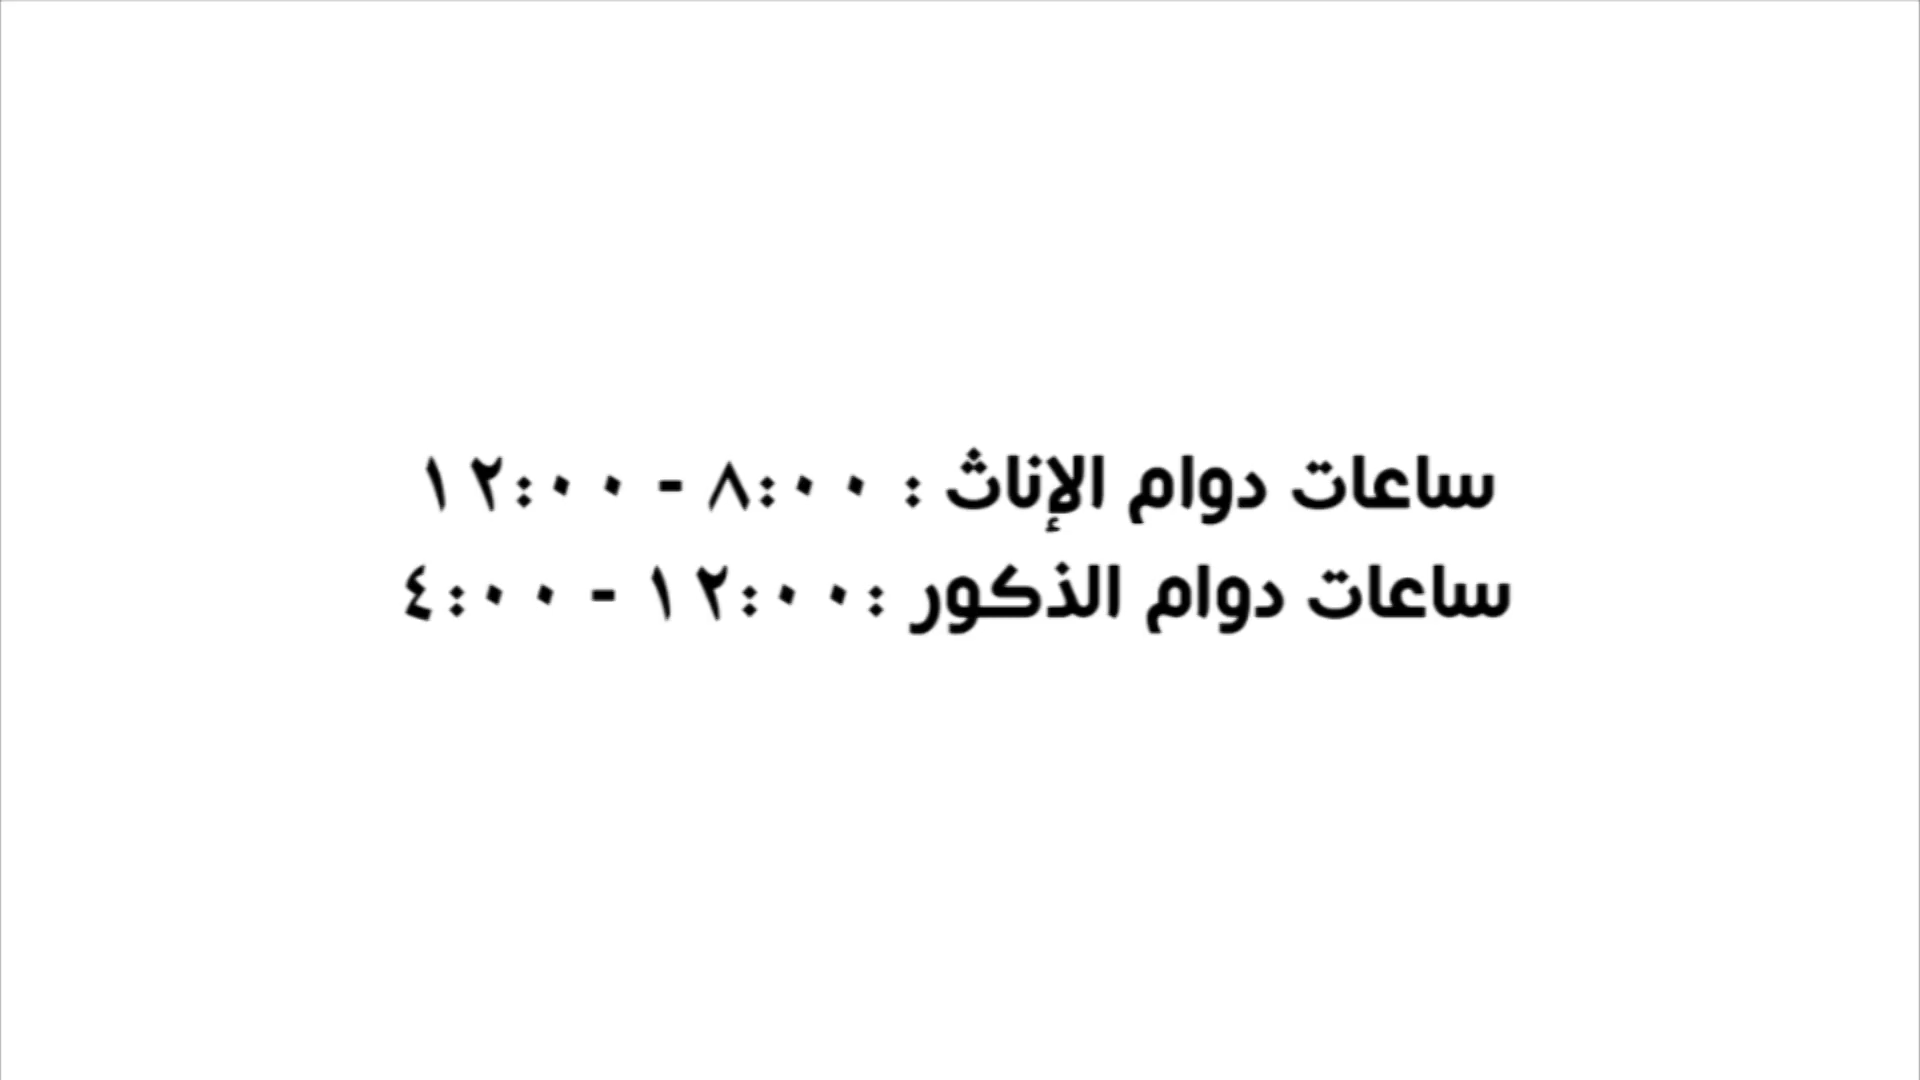 ساعات دوام الإناث : ٨:٠٠ - ١٢:٠٠
ساعات دوام الذكور :١٢:٠٠ - ٤:٠٠